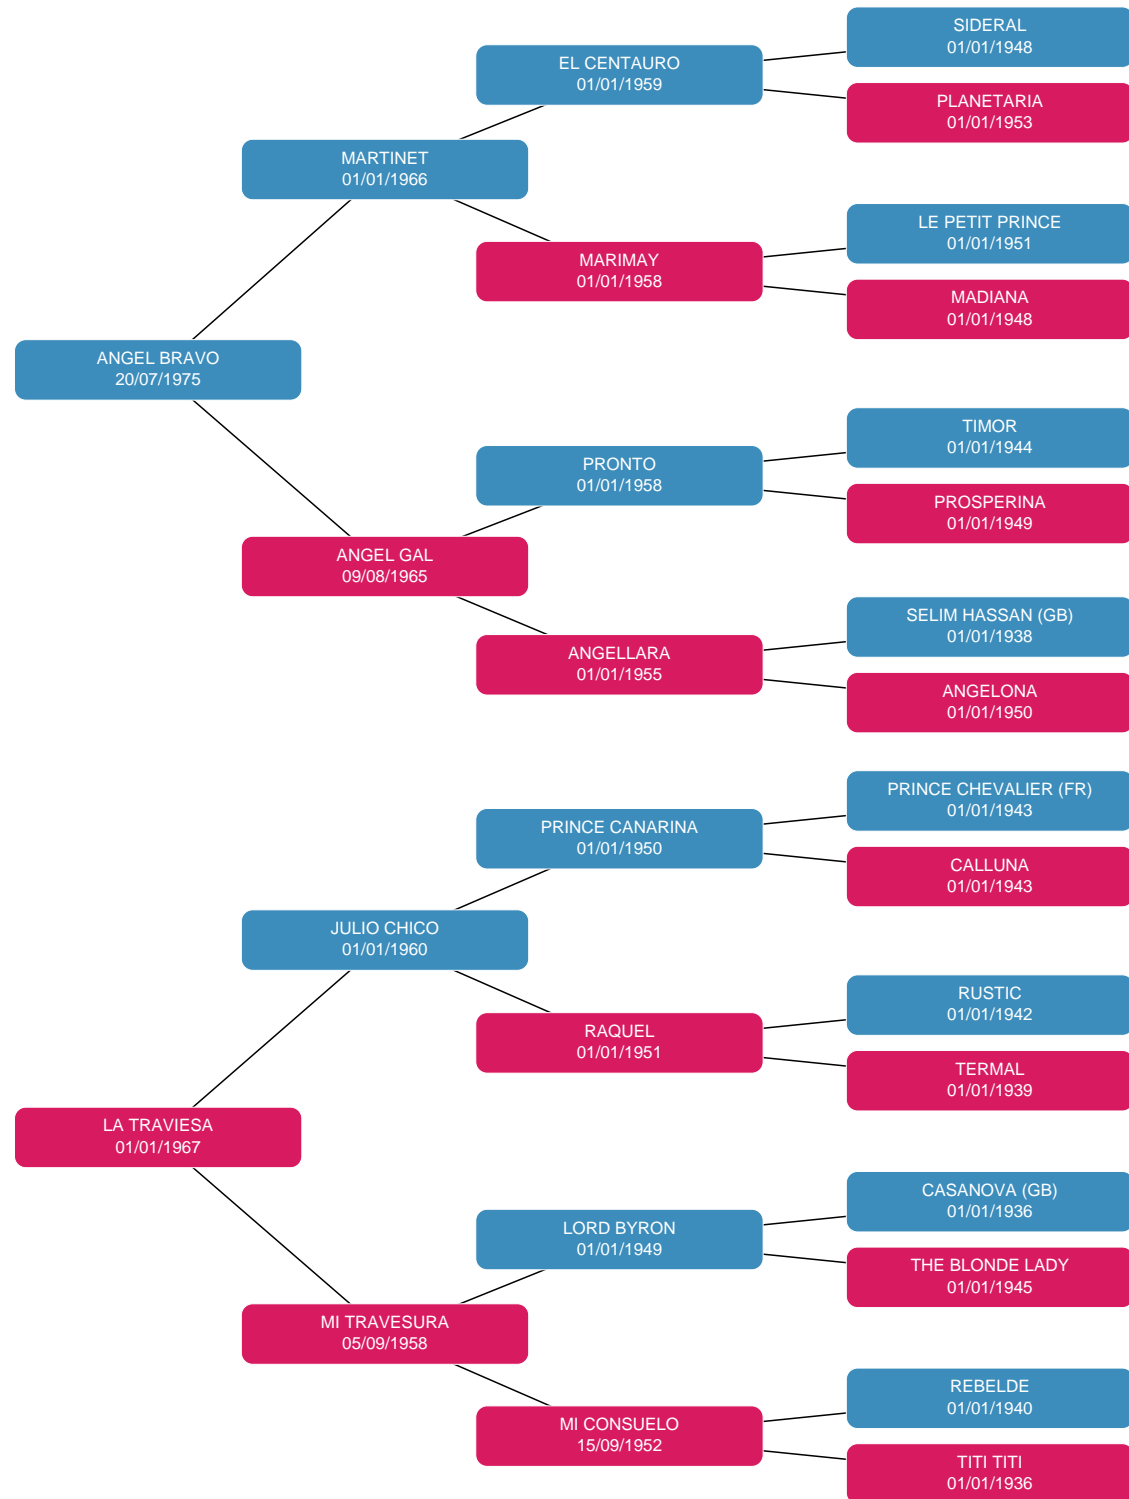 SIDERAL
01/01/1948
EL CENTAURO
01/01/1959
PLANETARIA
01/01/1953
MARTINET
01/01/1966
LE PETIT PRINCE
01/01/1951
MARIMAY
01/01/1958
MADIANA
01/01/1948
ANGEL BRAVO
20/07/1975
TIMOR
01/01/1944
PRONTO
01/01/1958
PROSPERINA
01/01/1949
ANGEL GAL
09/08/1965
SELIM HASSAN (GB)
01/01/1938
ANGELLARA
01/01/1955
ANGELONA
01/01/1950
PRINCE CHEVALIER (FR)
01/01/1943
PRINCE CANARINA
01/01/1950
CALLUNA
01/01/1943
JULIO CHICO
01/01/1960
RUSTIC
01/01/1942
RAQUEL
01/01/1951
TERMAL
01/01/1939
LA TRAVIESA
01/01/1967
CASANOVA (GB)
01/01/1936
LORD BYRON
01/01/1949
THE BLONDE LADY
01/01/1945
MI TRAVESURA
05/09/1958
REBELDE
01/01/1940
MI CONSUELO
15/09/1952
TITI TITI
01/01/1936